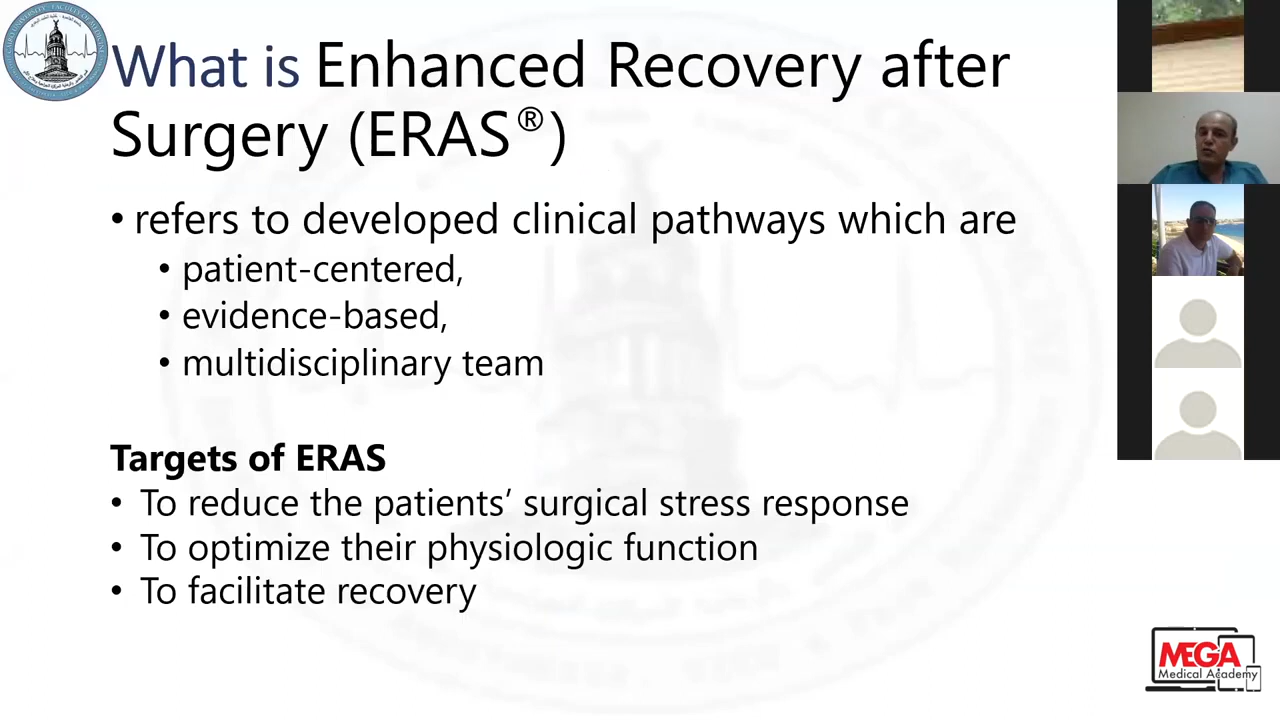 What is Enhanced Recovery after
Surgery (ERAS®)
• refers to developed clinical pathways which are
• patient-centered,
• evidence-based,
• multidisciplinary team
Targets of ERAS
• To reduce the patients’ surgical stress response
• To optimize their physiologic function
• To facilitate recovery
MEGA
Medical Academy